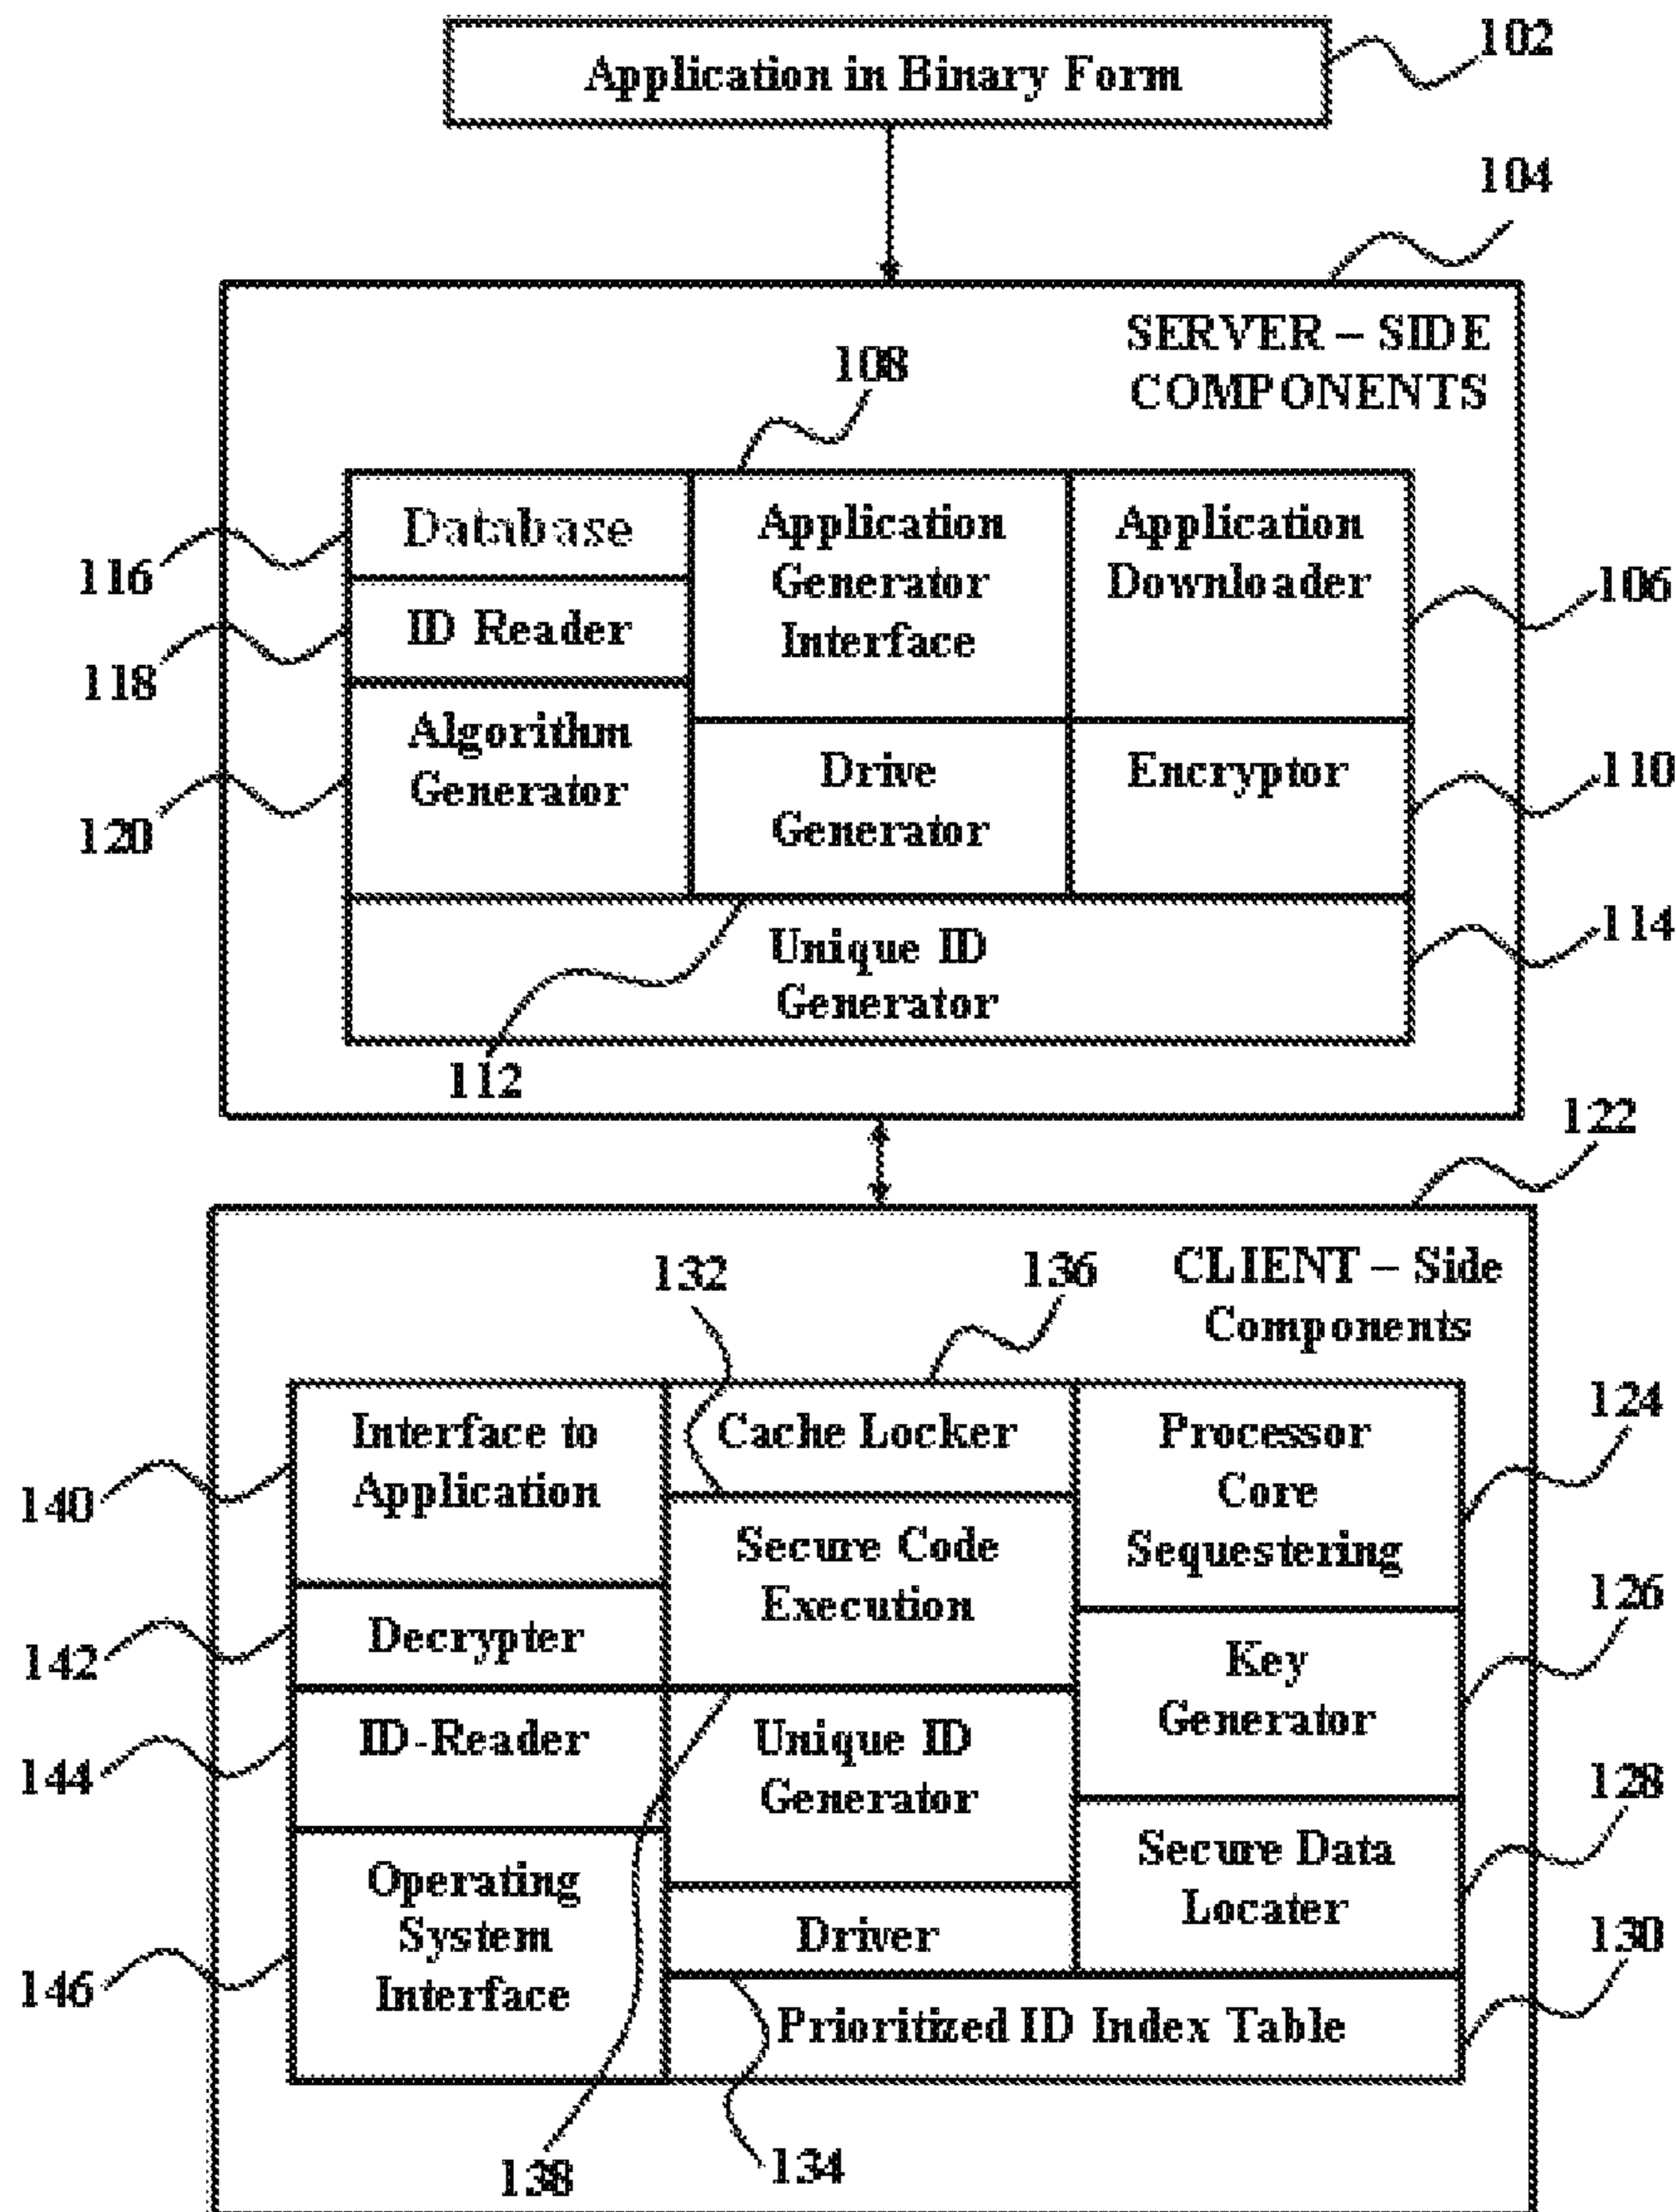 102
Application in Binary Form
104
SERVER – SIDE
COMPONENTS
108
116
Database
Application
Generator
Interface
Application
Downloader
106
118
ID Reader
120
Algorithm
Generator
Drive
Generator
Encryptor
110
Unique ID
Generator
114
112
122
CLIENT – Side
Components
132
136
140
Interface to
Application
Cache Locker
Processor
Core
Sequestering
124
Secure Code
Execution
142
Decrypter
Key
Generator
126
144
ID-Reader
Unique ID
Generator
Secure Data
Locater
128
146
Operating
System
Interface
Driver
130
Prioritized ID Index Table
138
134